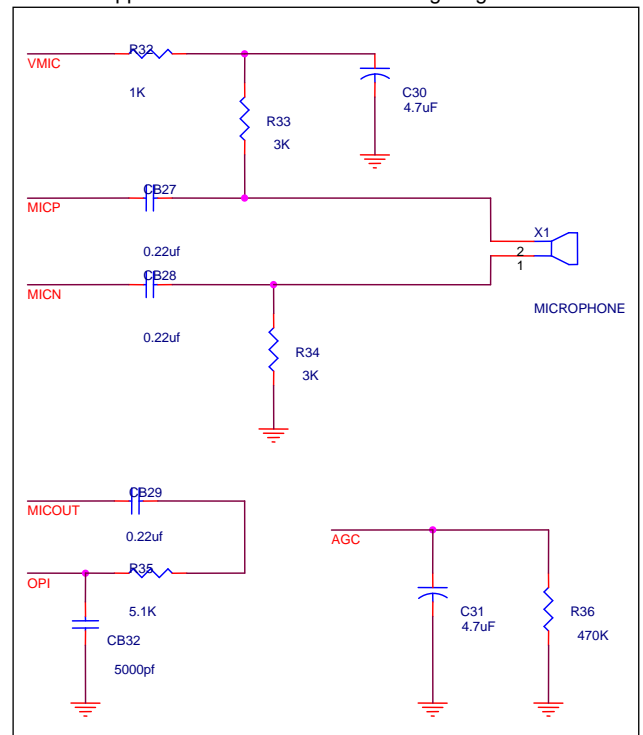 R32
VMIC
1K
C30
4.7uF
R33
3K
CB27
MICP
X1
0.22uf
2
1
CB28
MICN
MICROPHONE
0.22uf
R34
3K
CB29
MICOUT
0.22uf
AGC
R35
OPI
5.1K
C31
4.7uF
R36
470K
CB32
5000pf